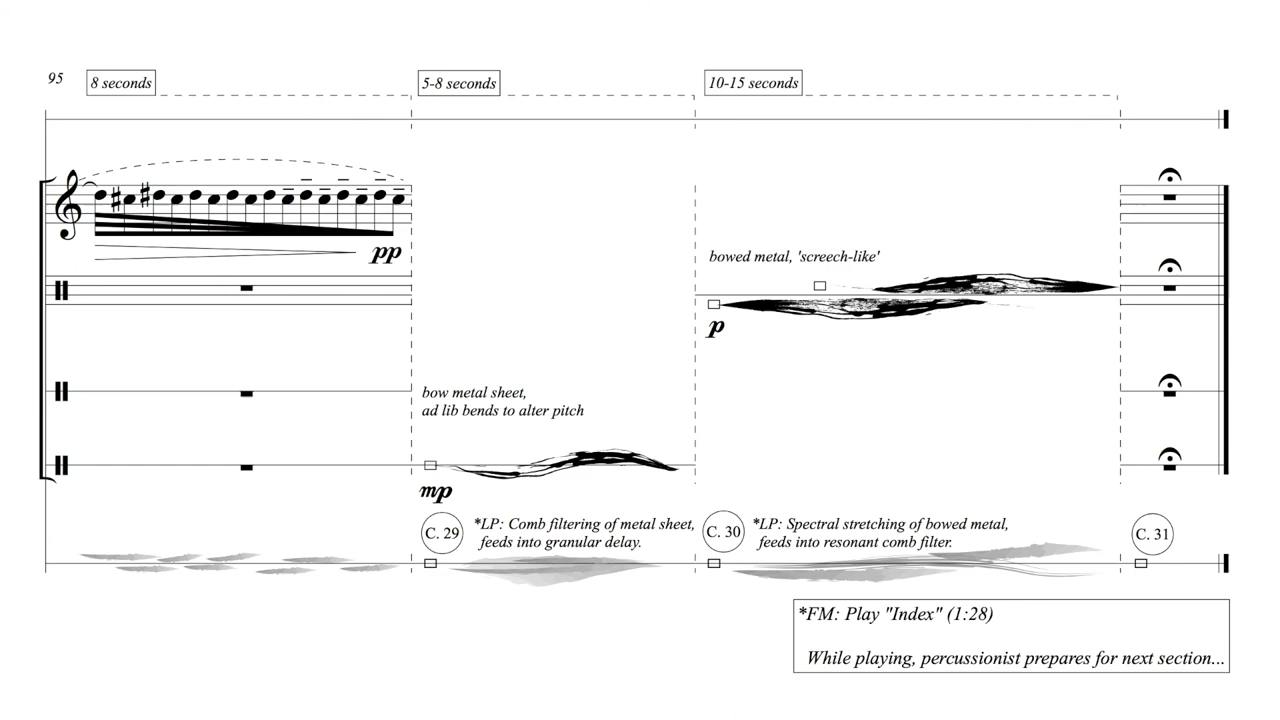 95
8 seconds
5-8 seconds
10-15 seconds
pp
bowed metal, 'screech-like'
p
bow metal sheet,
ad lib bends to alter pitch
mp
C. 29
*LP: Comb filtering of metal sheet,
feeds into granular delay.
C. 30
*LP: Spectral stretching of bowed metal,
feeds into resonant comb filter.
C. 31
*FM: Play "Index" (1:28)
While playing, percussionist prepares for next section...